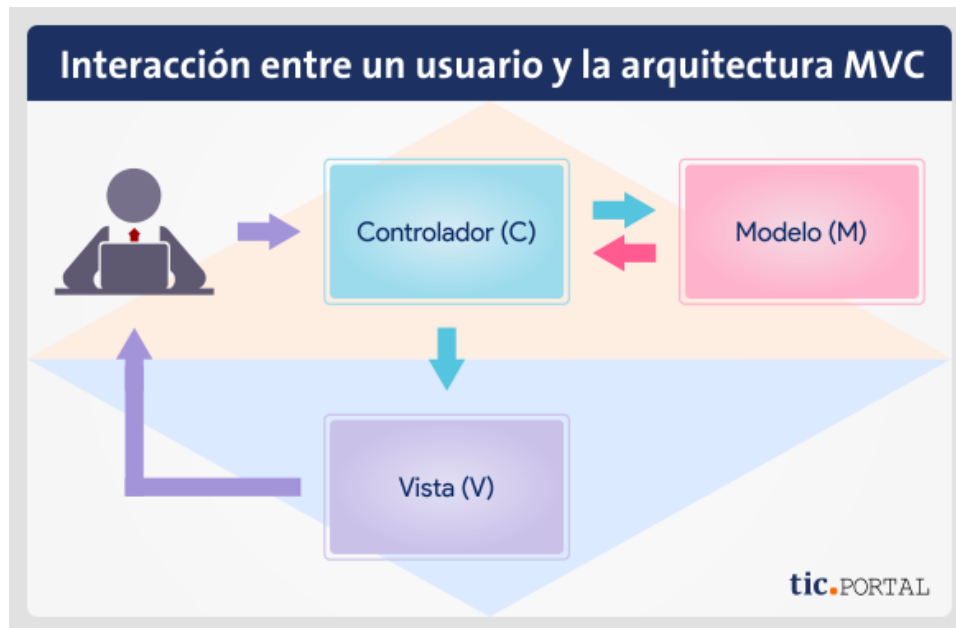 Interacción entre un usuario y la arquitectura MVC
Controlador (C)
Modelo (M)
Vista (V)
tic.PORTAL